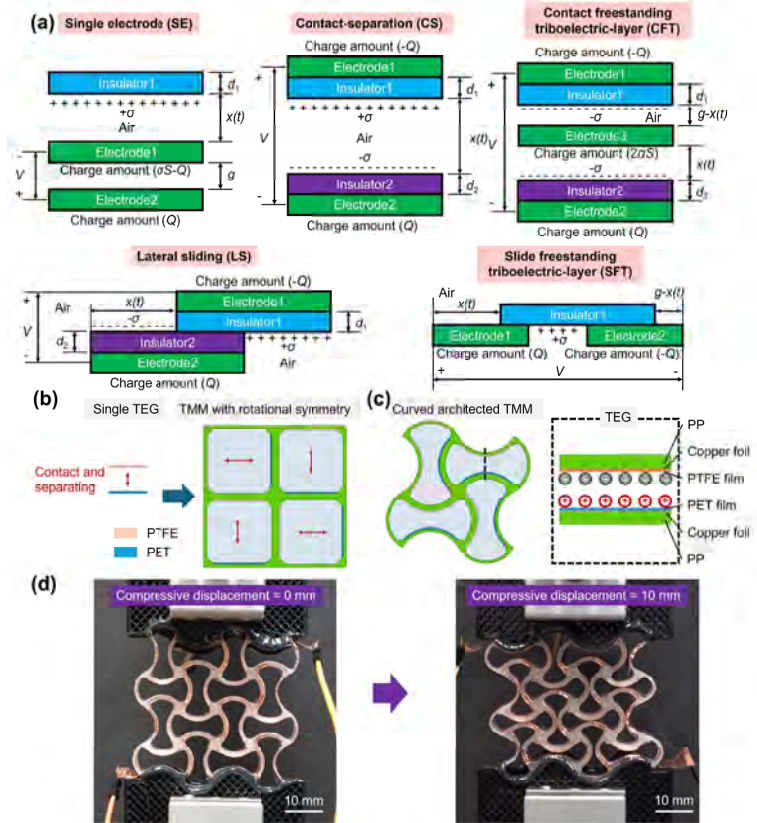 (a)
Single electrode (SE)
Insulator1
d₁
+ + + + + + + + + + + +
+σ
Air
x(t)
Electrode1
Charge amount (σS-Q)
V
-
+
g
Electrode2
Charge amount (Q)
Contact-separation (CS)
Charge amount (-Q)
+
Electrode1
Insulator1
d₁
+σ
Air
V
x(t)
-σ
Insulator2
d₂
-
Electrode2
Charge amount (Q)
Contact freestanding
triboelectric-layer (CFT)
Charge amount (-Q)
+
Electrode1
Insulator1
d₁
-σ
Air
g-x(t)
Electrode3
V
Charge amount (2σS)
x(t)
-σ
Insulator2
d₂
-
Electrode2
Charge amount (Q)
Lateral sliding (LS)
Charge amount (-Q)
+
Air
x(t)
Electrode1
-σ
Insulator1
d₁
V
d₂
Insulator2
+σ
-
Electrode2
Air
Charge amount (Q)
Slide freestanding
triboelectric-layer (SFT)
Air
x(t)
g-x(t)
Insulator1
Electrode1
+ + + +
+σ
Electrode2
Charge amount (Q)
Charge amount (-Q)
+
V
-
(b)
Single TEG
TMM with rotational symmetry
Contact and
separating
PTFE
PET
(c)
Curved architected TMM
TEG
PP
Copper foil
PTFE film
PET film
Copper foil
PP
(d)
Compressive displacement = 0 mm
10 mm
Compressive displacement = 10 mm
10 mm